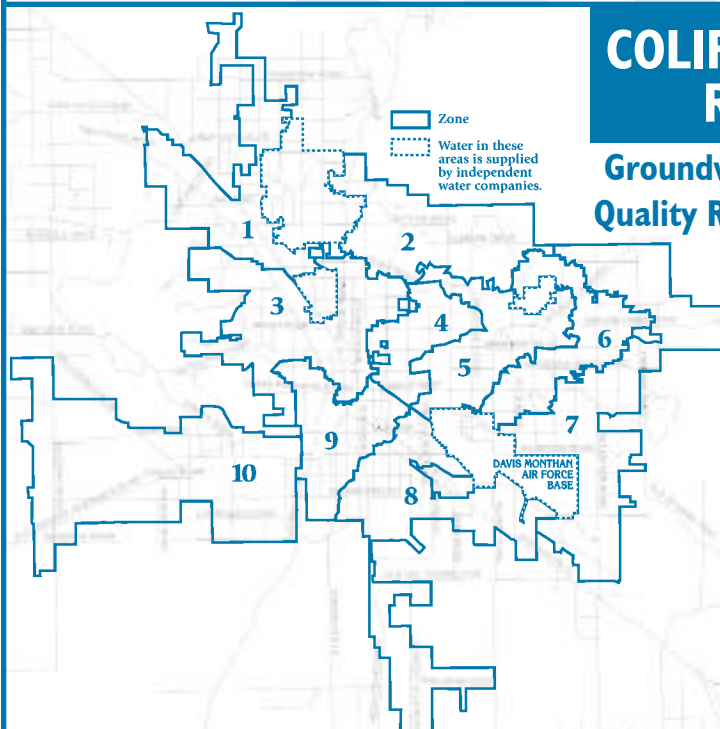 COLIF
R
Groundw
Quality R
Zone
Water in these
areas is supplied
by independent
water companies.
1
2
3
4
5
6
7
8
9
10
DAVIS MONTHAN
AIR FORCE
BASE